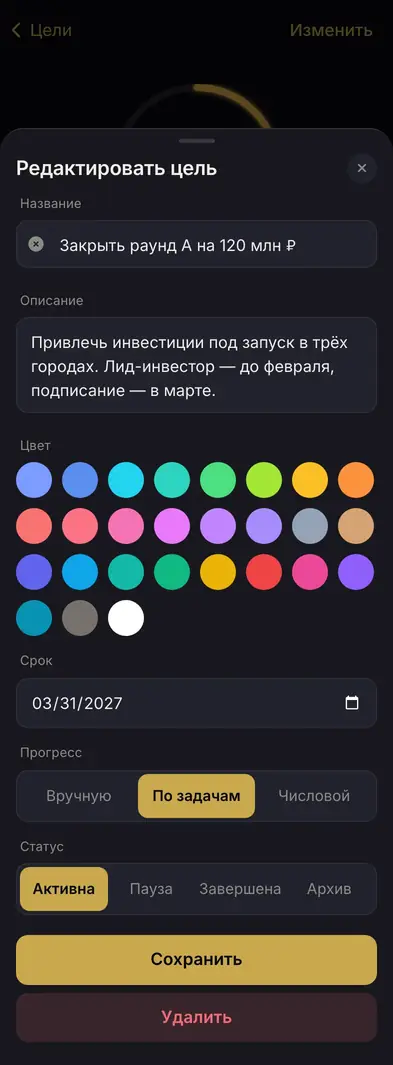 Цели
Изменить
Редактировать цель
Название
Закрыть раунд А на 120 млн ₽
Описание
Привлечь инвестиции под запуск в трёх
городах. Лид-инвестор — до февраля,
подписание — в марте.
Цвет
Срок
03/31/2027
Прогресс
Вручную
По задачам
Числовой
Статус
Активна
Пауза
Завершена
Архив
Сохранить
Удалить